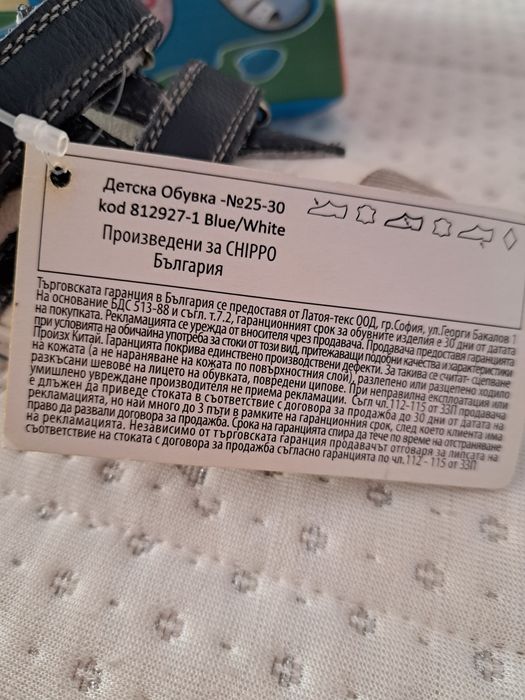 Детска Обувка -№25-30
kod 812927-1 Blue/White
Произведени за CHIPPO
България
Търговската гаранция в България се предоставя от Латоя-текс ООД, гр.София, ул.Георги Бакалов 1
На основание БДС 513-88 и съгл. т.7.2, Гаранционният срок за обувните изделия е 30 дни от датата
на покупката. Рекламацията се урежда от вносителя чрез продавача. Продавача предоставя гаранцията
при условията на обичайна употреба за стоки от този вид, притежаващи подобни качества и характеристики
Произх Китай. Гаранцията покрива единствено производствени дефекти. За такива се считат- сцепване
на кожата (а не нараняване на кожата по повърхностния слой), разлепено или разцепено ходило
разкъсани шевове на лицето на обувката, повредени ципове. При неправилна експлоатация или
умишлено увреждане производителя не приема рекламации. Съгл чл.112-115 от ЗЗП продавача
е длъжен да приведе стоката в съответствие с договора за продажба до 30 дни от датата на
рекламацията, но най много до 3 пъти в рамките на гаранционния срок, след което клиента има
право да развали договора за продажба. Срока на гаранцията спира да тече по време на отстраняване
на рекламацията. Независимо от търговската гаранция продавачът отговаря за липсата на
съответствие на стоката с договора за продажба съгласно гаранцията по чл.112 - 115 от ЗЗП